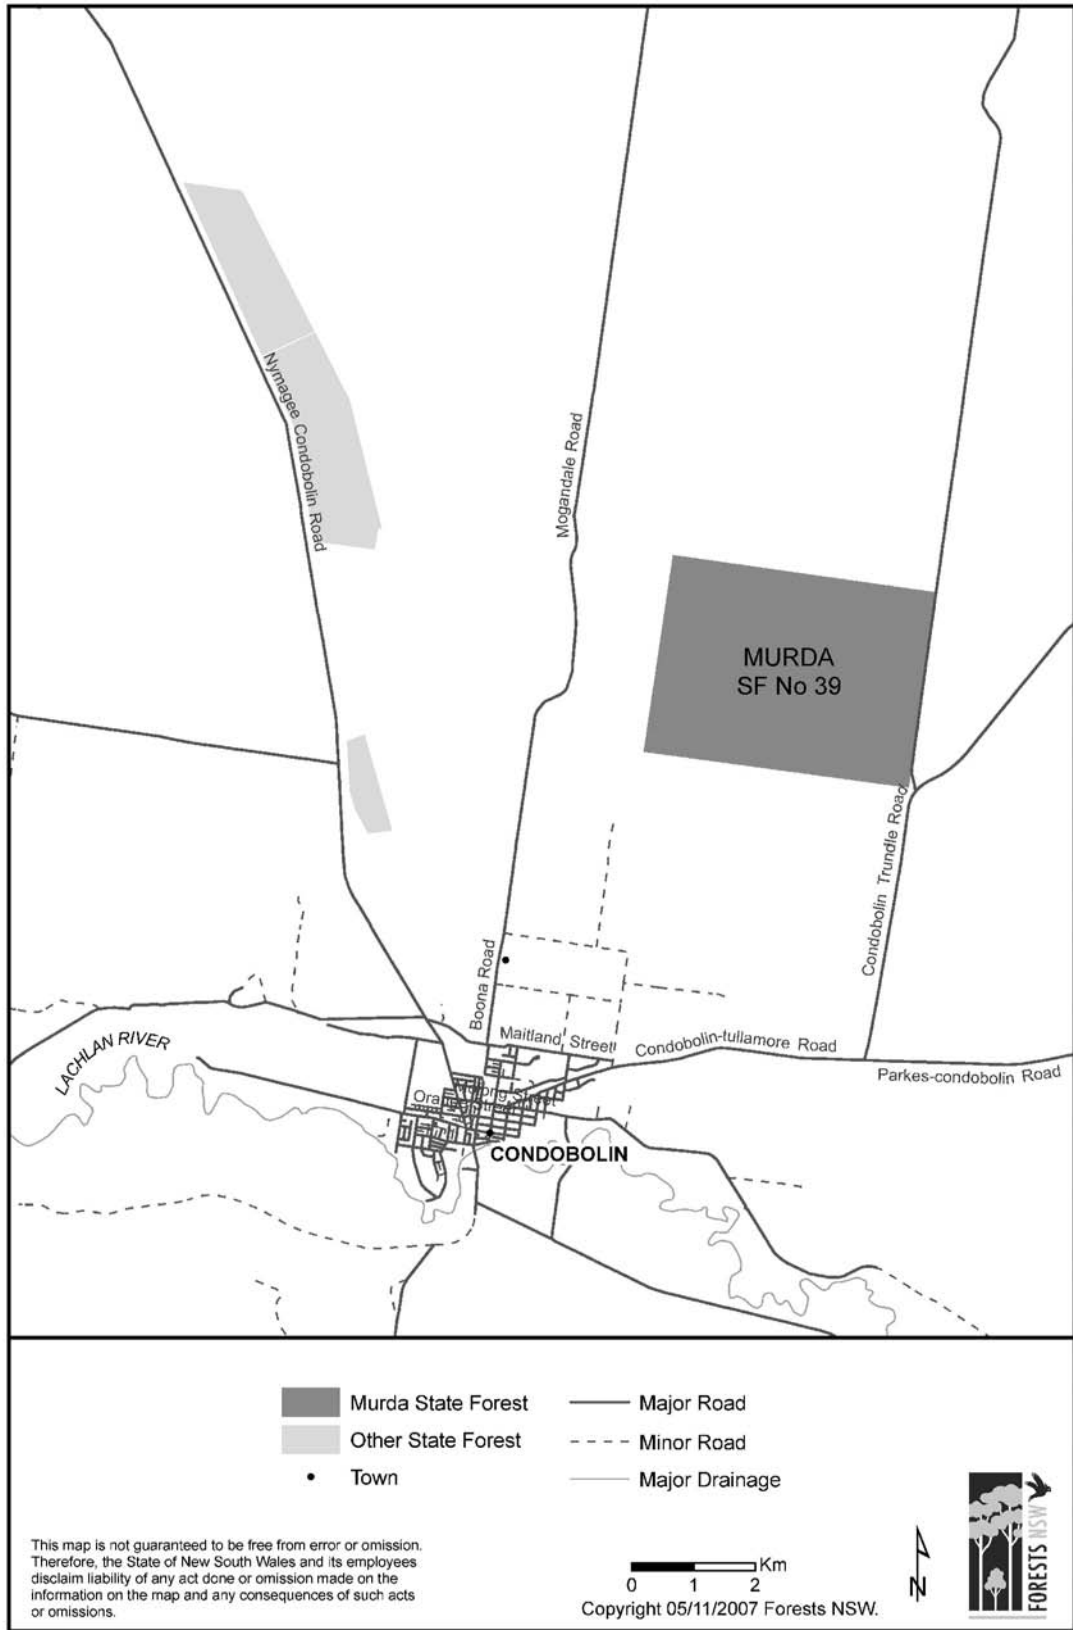 Nymagee Condobolin Road
Mogandale Road
MURDA
SF No 39
Condobolin Trundle Road
Boona Road
LACHLAN RIVER
Maitland Street
Condobolin-tullamore Road
Parkes-condobolin Road
Street
Street
CONDOBOLIN
Murda State Forest
Other State Forest
Town
Major Road
Minor Road
Major Drainage
This map is not guaranteed to be free from error or omission.
Therefore, the State of New South Wales and its employees
disclaim liability of any act done or omission made on the
information on the map and any consequences of such acts
or omissions.
Km
0 1 2
Copyright 05/11/2007 Forests NSW.
N
FORESTS NSW